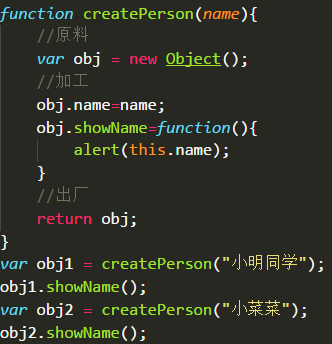 function createPerson(name){
    //原料
    var obj = new Object();
    //加工
    obj.name=name;
    obj.showName=function(){
        alert(this.name);
    }
    //出厂
    return obj;
}
var obj1 = createPerson("小明同学");
obj1.showName();
var obj2 = createPerson("小菜菜");
obj2.showName();